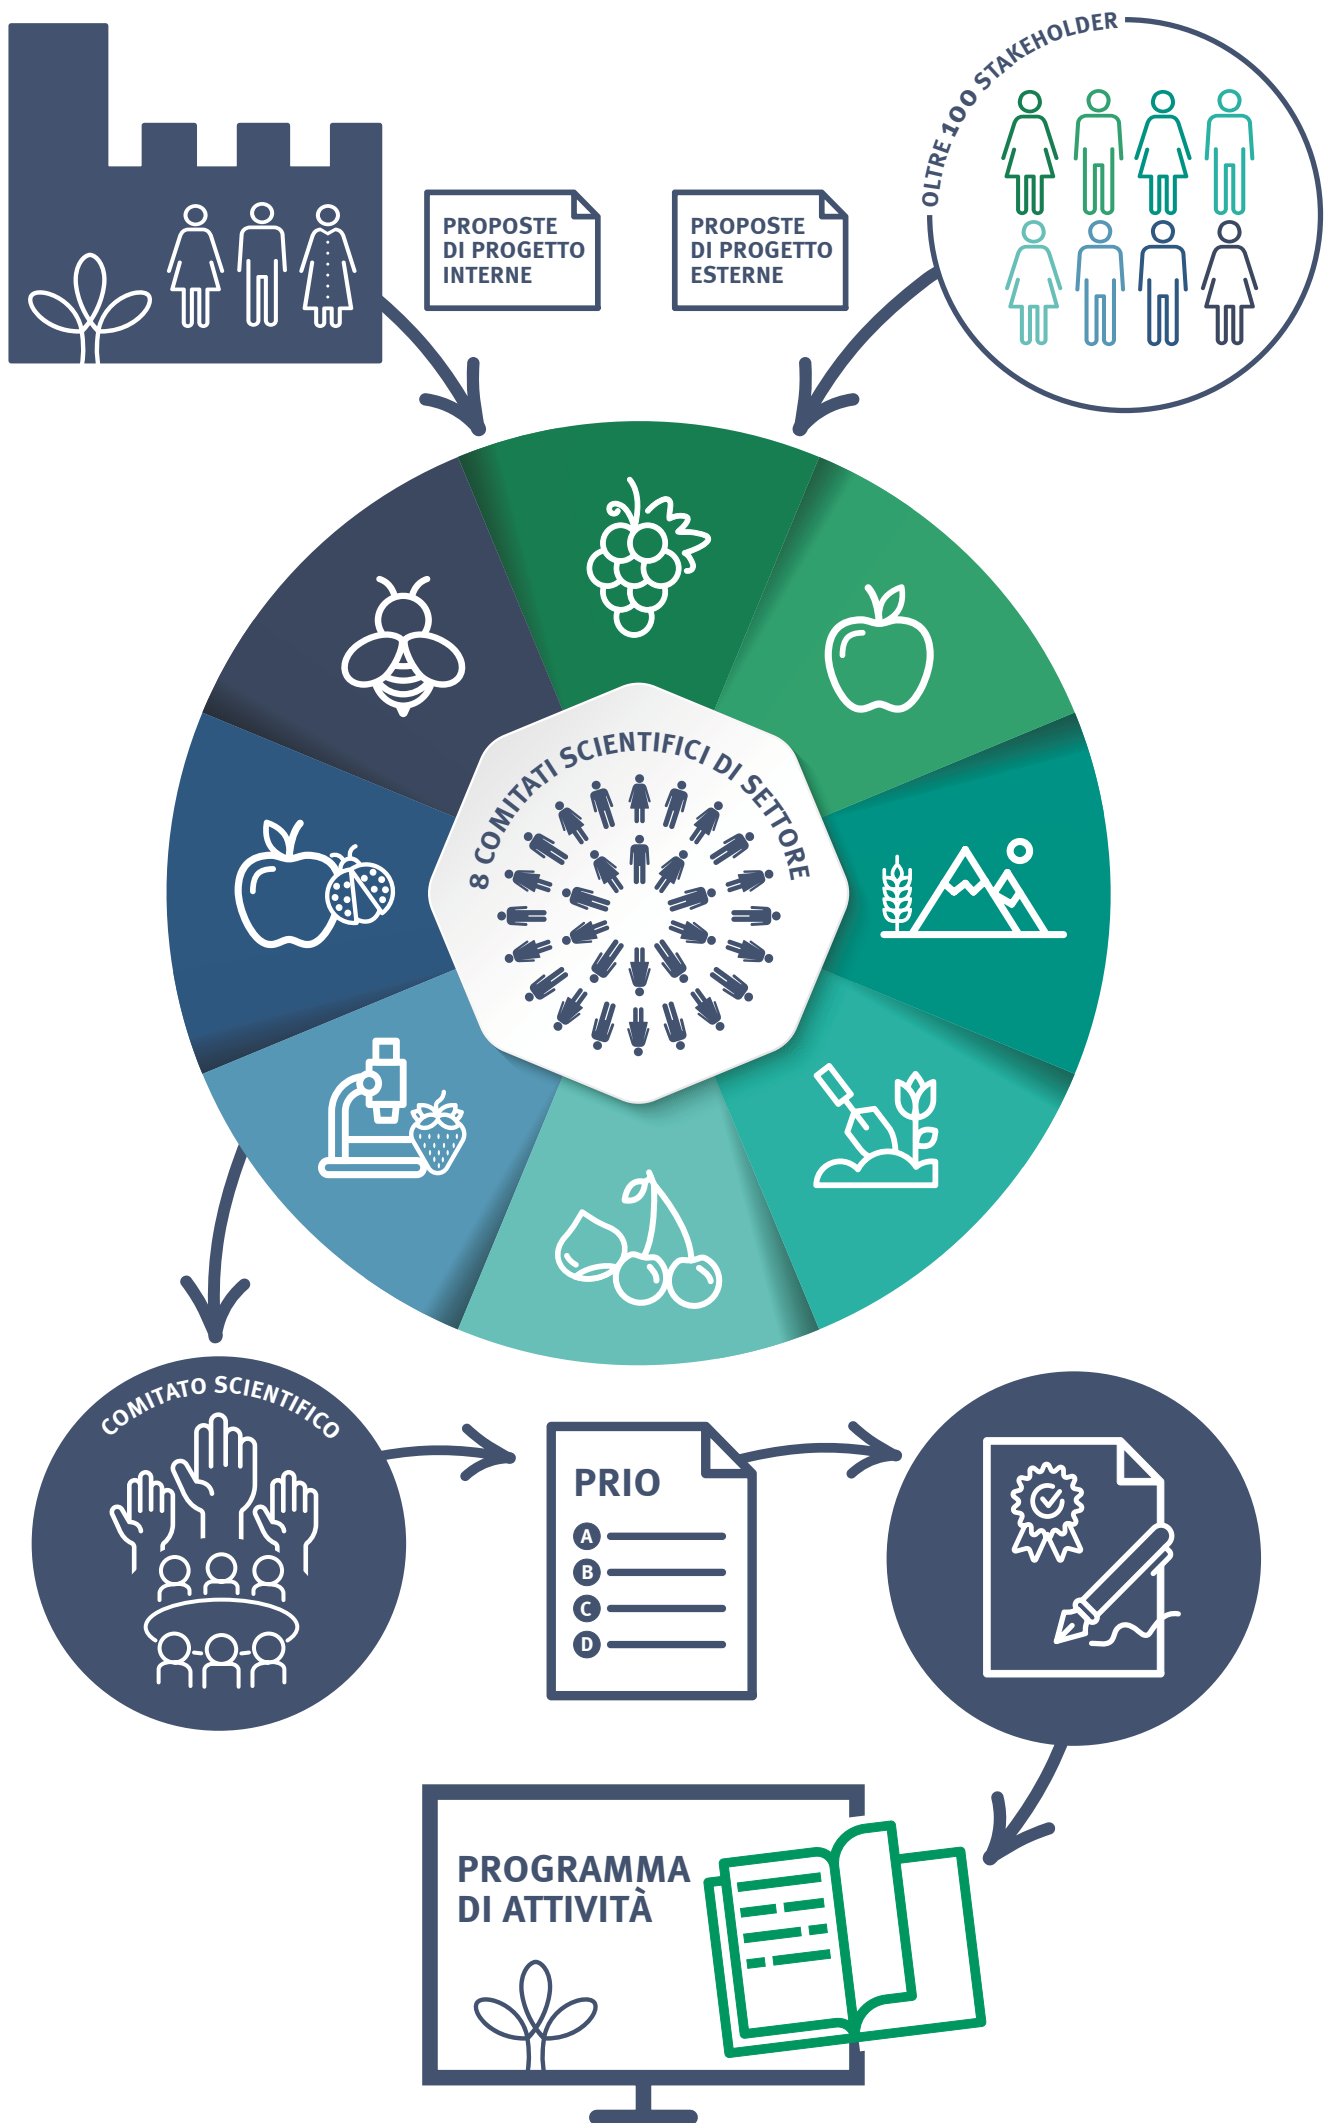 OLTRE 100 STAKEHOLDER
PROPOSTE
DI PROGETTO
INTERNE
PROPOSTE
DI PROGETTO
ESTERNE
8 COMITATI SCIENTIFICI DI SETTORE
COMITATO SCIENTIFICO
PRIO
A
B
C
D
PROGRAMMA
DI ATTIVITÀ